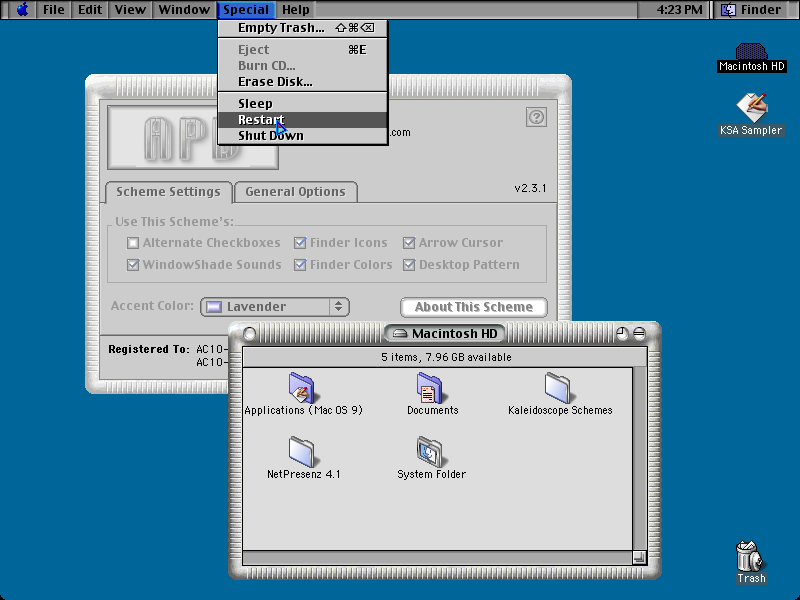 File Edit View Window Special Help 4:23 PM Finder
Empty Trash... ⇧⌘⌫
Eject ⌘E
Burn CD...
Erase Disk...
Sleep
Restart
Shut Down
Macintosh HD
KSA Sampler
APD
.com
?
Scheme Settings General Options v2.3.1
Use This Scheme's:
Alternate Checkboxes Finder Icons Arrow Cursor
WindowShade Sounds Finder Colors Desktop Pattern
Accent Color: Lavender About This Scheme
Registered To: AC10-
AC10-
Macintosh HD
5 items, 7.96 GB available
Applications (Mac OS 9) Documents Kaleidoscope Schemes
NetPresenz 4.1 System Folder
Trash